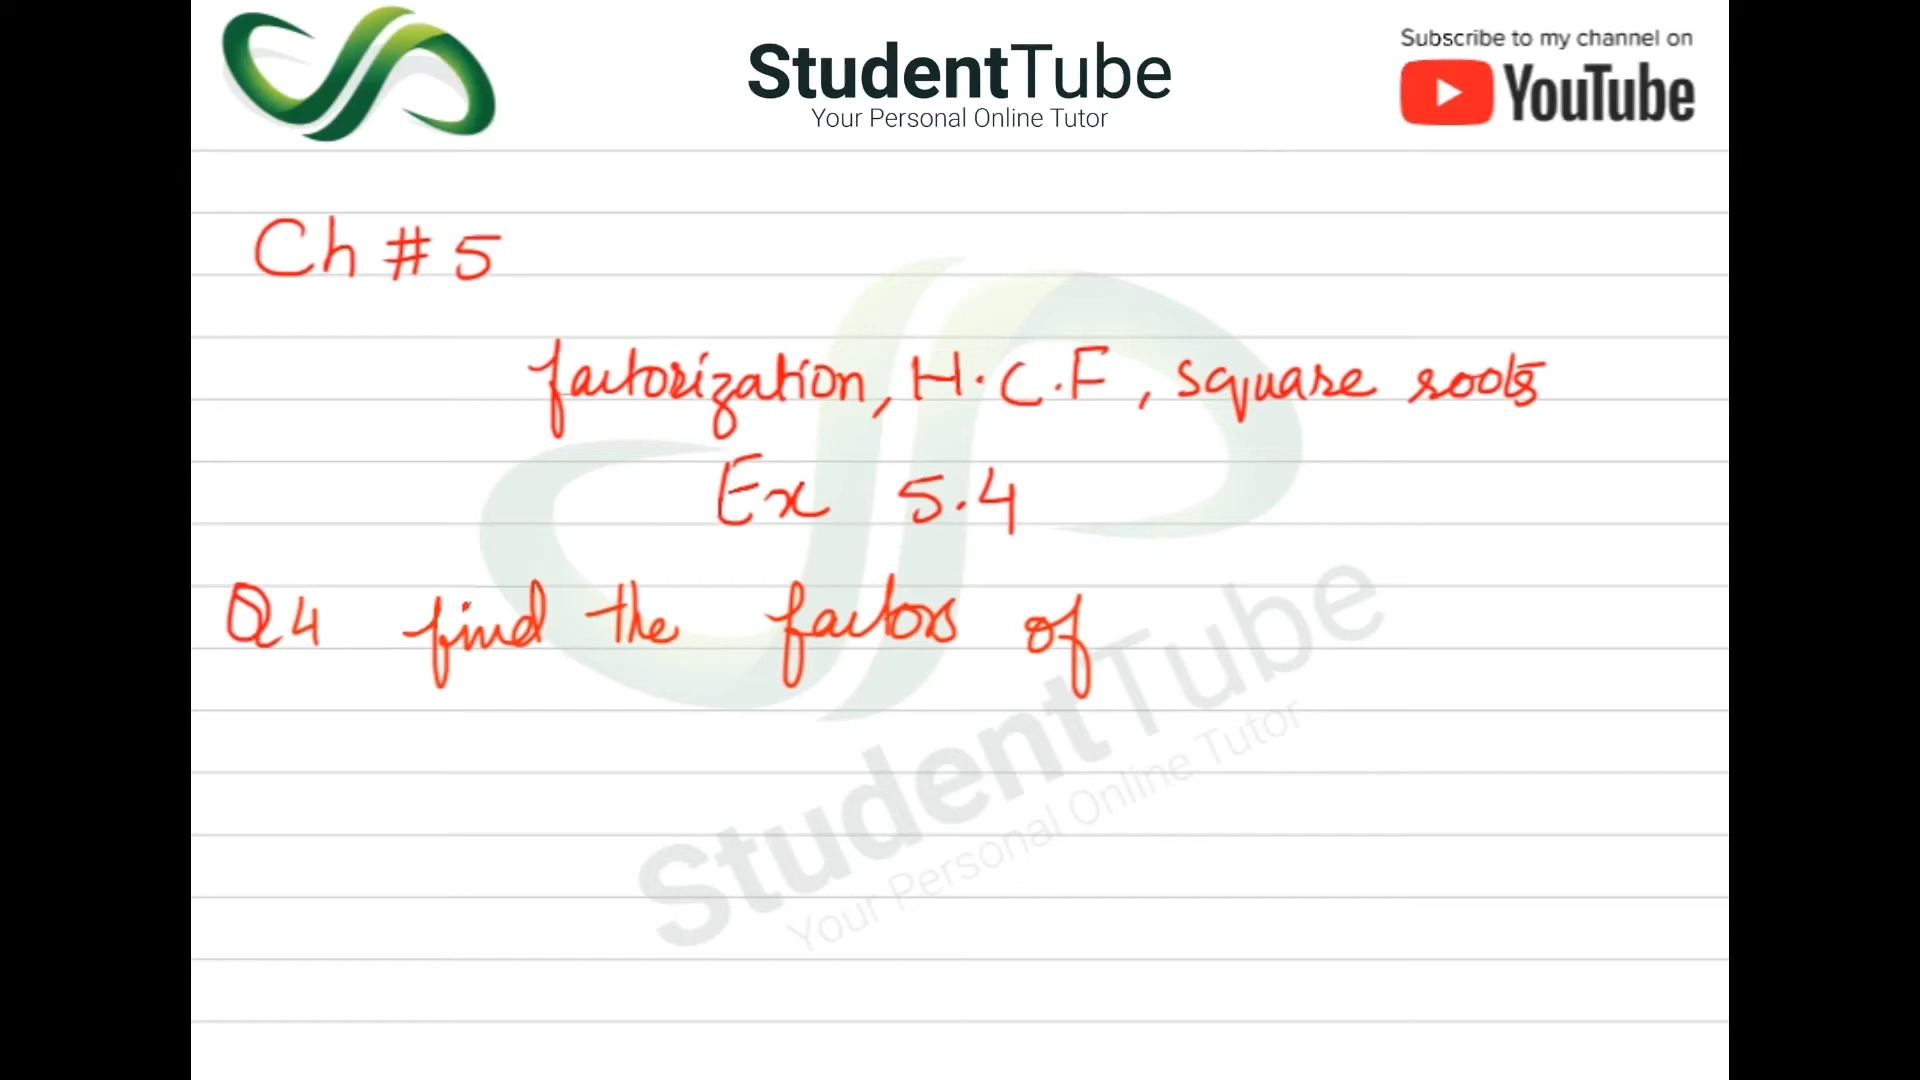 Subscribe to my channel on
StudentTube
YouTube
Your Personal Online Tutor
Ch # 5
factorization, H.C.F, square roots
Ex 5.4
Q4 find the factors of
StudentTube
Your Personal Online Tutor